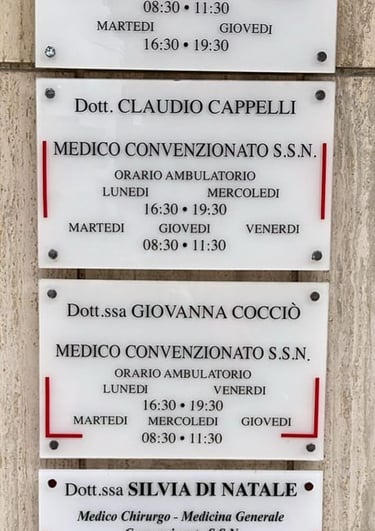 08:30 • 11:30
MARTEDI GIOVEDI
16:30 • 19:30
Dott. CLAUDIO CAPPELLI
MEDICO CONVENZIONATO S.S.N.
ORARIO AMBULATORIO
LUNEDI MERCOLEDI
16:30 • 19:30
MARTEDI GIOVEDI VENERDI
08:30 • 11:30
Dott.ssa GIOVANNA COCCIÒ
MEDICO CONVENZIONATO S.S.N.
ORARIO AMBULATORIO
LUNEDI VENERDI
16:30 • 19:30
MARTEDI MERCOLEDI GIOVEDI
08:30 • 11:30
Dott.ssa SILVIA DI NATALE
Medico Chirurgo - Medicina Generale